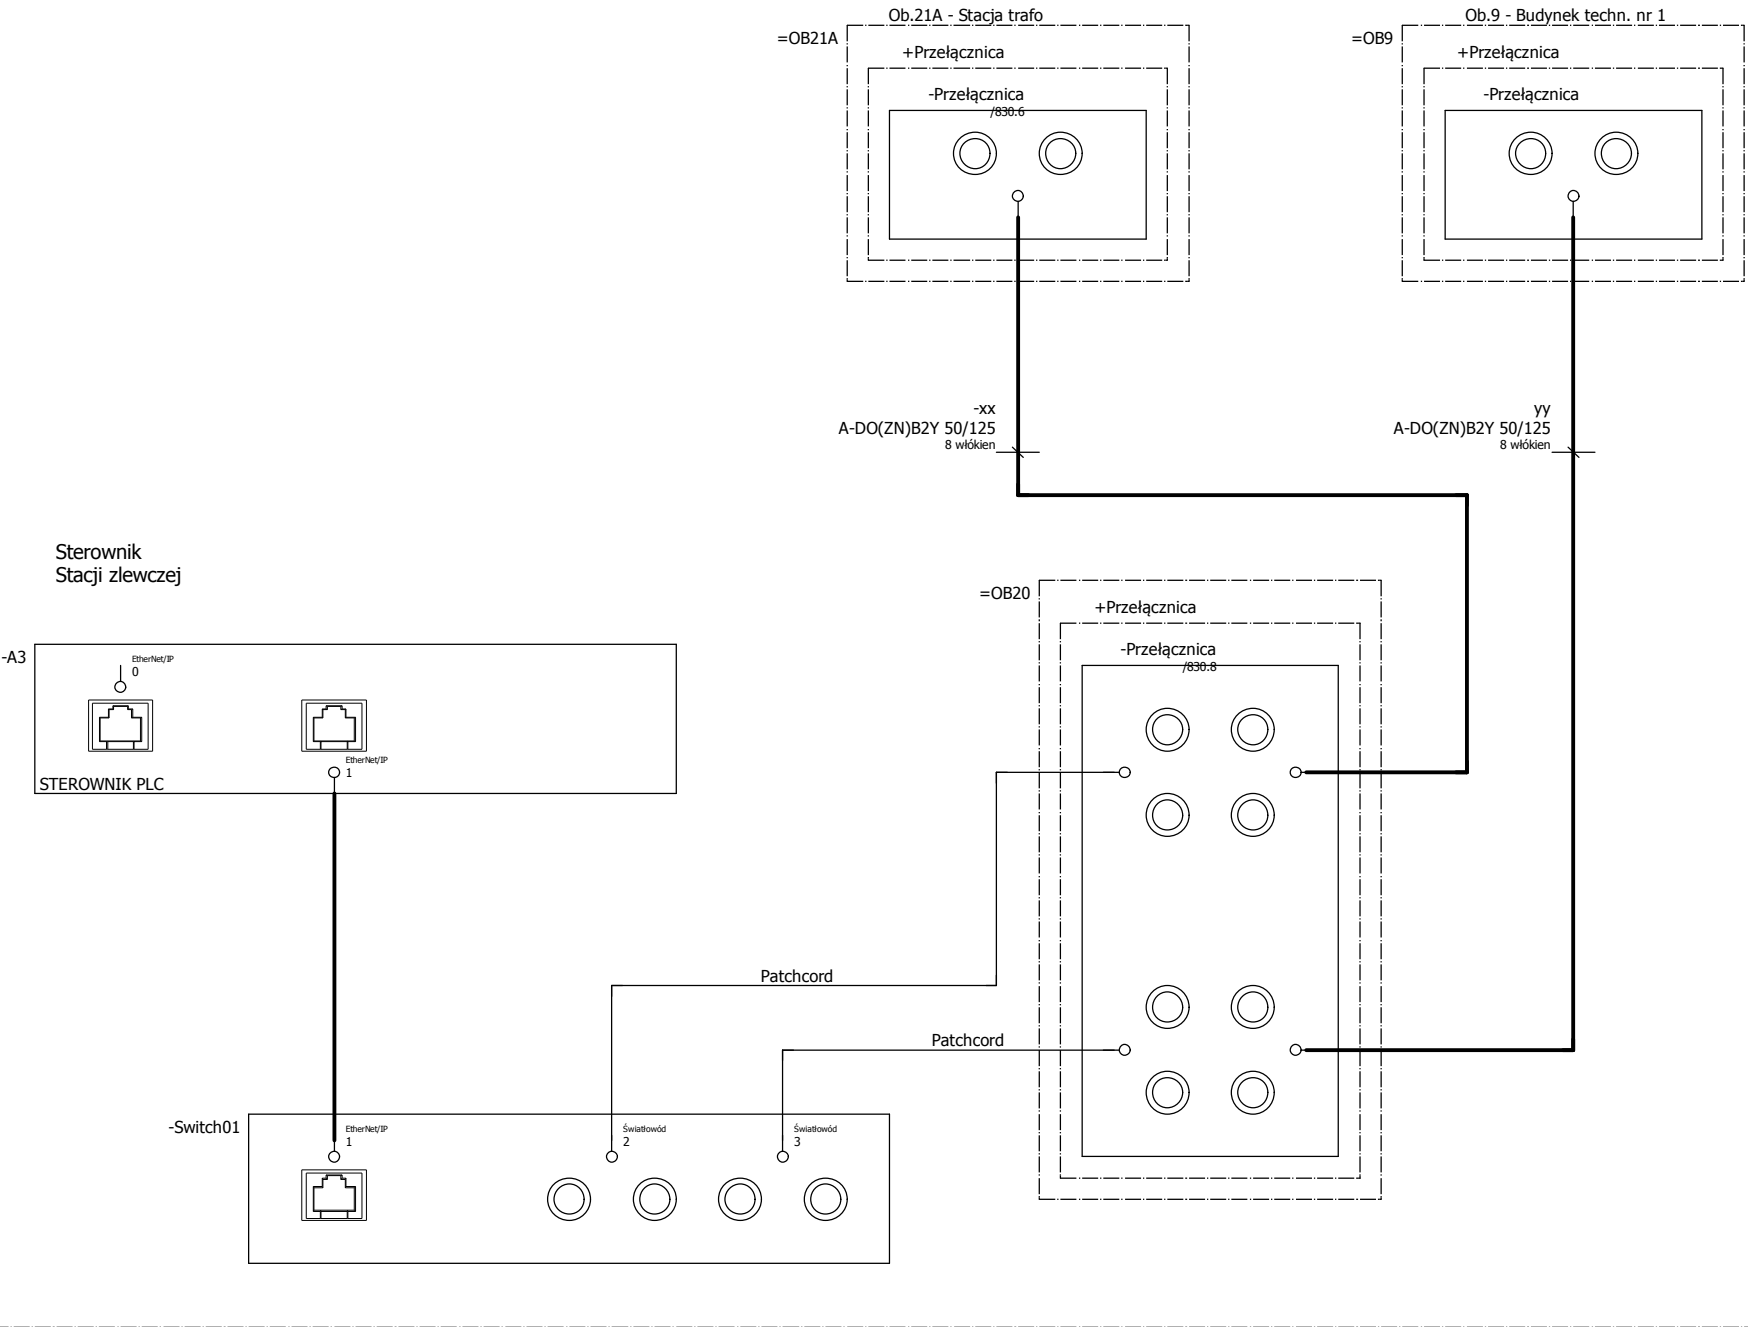 Ob.21A - Stacja trafo
Ob.9 - Budynek techn. nr 1
=OB21A
=OB9
+Przełącznica
+Przełącznica
-Przełącznica
/830.6
-Przełącznica
-xx
A-DO(ZN)B2Y 50/125
8 włókien
yy
A-DO(ZN)B2Y 50/125
8 włókien
Sterownik
Stacji zlewczej
=OB20
+Przełącznica
-Przełącznica
/830.8
-A3
EtherNet/IP
0
EtherNet/IP
1
STEROWNIK PLC
Patchcord
Patchcord
-Switch01
EtherNet/IP
1
Światłowód
2
Światłowód
3